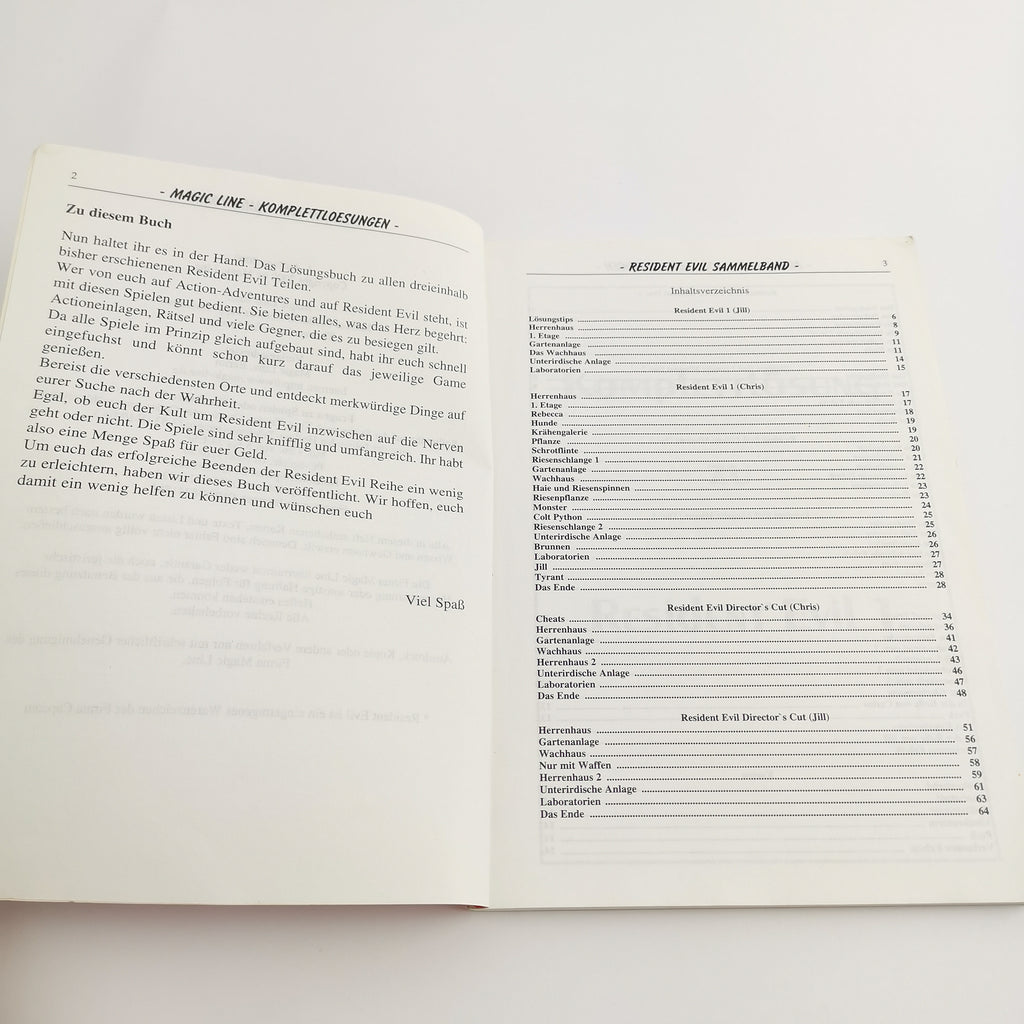 2
- MAGIC LINE - KOMPLETTLOESUNGEN -
Zu diesem Buch
Nun haltet ihr es in der Hand. Das Lösungsbuch zu allen dreieinhalb
bisher erschienenen Resident Evil Teilen.
Wer von euch auf Action-Adventures und auf Resident Evil steht, ist
mit diesen Spielen gut bedient. Sie bieten alles, was das Herz begehrt:
Actioneinlagen, Rätsel und viele Gegner, die es zu besiegen gilt.
Da alle Spiele im Prinzip gleich aufgebaut sind, habt ihr euch schnell
eingefuchst und könnt schon kurz darauf das jeweilige Game
genießen.
Bereist die verschiedensten Orte und entdeckt merkwürdige Dinge auf
eurer Suche nach der Wahrheit.
Egal, ob euch der Kult um Resident Evil inzwischen auf die Nerven
geht oder nicht. Die Spiele sind sehr knifflig und umfangreich. Ihr habt
also eine Menge Spaß für euer Geld.
Um euch das erfolgreiche Beenden der Resident Evil Reihe ein wenig
zu erleichtern, haben wir dieses Buch veröffentlicht. Wir hoffen, euch
damit ein wenig helfen zu können und wünschen euch
Viel Spaß
- RESIDENT EVIL SAMMELBAND -
3
Inhaltsverzeichnis
Resident Evil 1 (Jill)
Lösungstips 6
Herrenhaus 8
1. Etage 9
Gartenanlage 11
Das Wachhaus 11
Unterirdische Anlage 14
Laboratorien 15
Resident Evil 1 (Chris)
Herrenhaus 17
1. Etage 17
Rebecca 18
Hunde 19
Krähengalerie 19
Pflanze 20
Schrotflinte 20
Riesenschlange 1 21
Gartenanlage 22
Wachhaus 22
Haie und Riesenspinnen 23
Riesenpflanze 23
Monster 24
Colt Python 25
Riesenschlange 2 25
Unterirdische Anlage 26
Brunnen 26
Laboratorien 27
Jill 27
Tyrant 28
Das Ende 28
Resident Evil Director`s Cut (Chris)
Cheats 34
Herrenhaus 36
Gartenanlage 41
Wachhaus 42
Herrenhaus 2 43
Unterirdische Anlage 46
Laboratorien 47
Das Ende 48
Resident Evil Director`s Cut (Jill)
Herrenhaus 51
Gartenanlage 56
Wachhaus 57
Nur mit Waffen 58
Herrenhaus 2 59
Unterirdische Anlage 61
Laboratorien 63
Das Ende 64